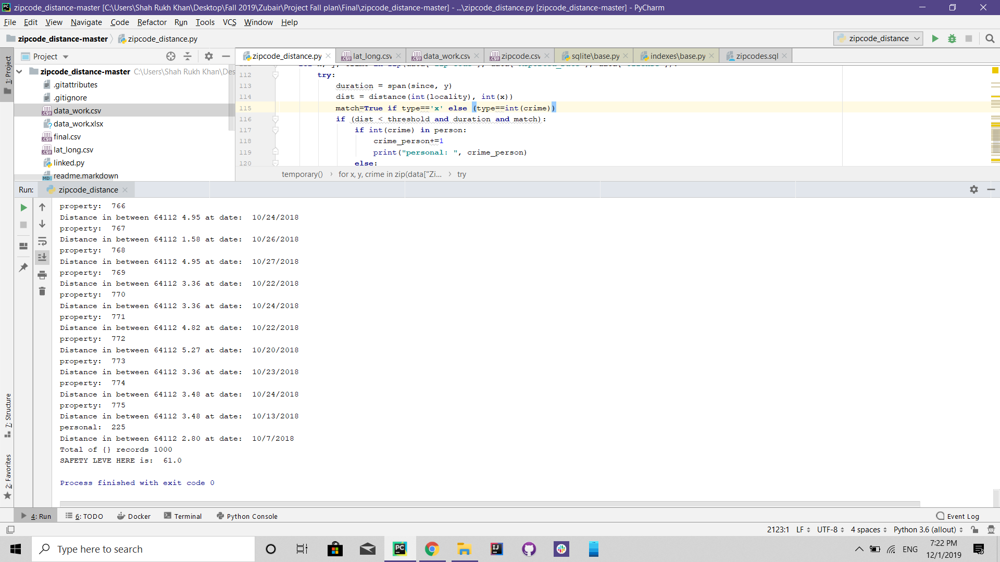 zipcode_distance-master [C:\Users\Shah Rukh Khan\Desktop\Fall 2019\Zubair\Project Fall plan\Final\zipcode_distance-master] - ...\zipcode_distance.py [zipcode_distance-master] - PyCharm
File Edit View Navigate Code Refactor Run Tools VCS Window Help
zipcode_distance-master zipcode_distance.py zipcode_distance
1: Project
Project
zipcode_distance.py lat_long.csv data_work.csv zipcode.csv sqlite\base.py indexes\base.py zipcodes.sql
zipcode_distance-master C:\Users\Shah Rukh Khan\Des
.gitattributes
.gitignore
data_work.csv
data_work.xlsx
final.csv
lat_long.csv
linked.py
readme.markdown
112 try:
113 duration = span(since, y)
114 dist = distance(int(locality), int(x))
115 match=True if type=='x' else (type==int(crime))
116 if (dist < threshold and duration and match):
117 if int(crime) in person:
118 crime_person+=1
119 print("personal: ", crime_person)
120 else:
temporary() › for x, y, crime in zip(data["Zi... › try
Run: zipcode_distance
property:  766
Distance in between 64112 4.95 at date:  10/24/2018
property:  767
Distance in between 64112 1.58 at date:  10/26/2018
property:  768
Distance in between 64112 4.95 at date:  10/27/2018
property:  769
Distance in between 64112 3.36 at date:  10/22/2018
property:  770
Distance in between 64112 3.36 at date:  10/24/2018
property:  771
Distance in between 64112 4.82 at date:  10/22/2018
property:  772
Distance in between 64112 5.27 at date:  10/20/2018
property:  773
Distance in between 64112 3.36 at date:  10/23/2018
property:  774
Distance in between 64112 3.48 at date:  10/24/2018
property:  775
Distance in between 64112 3.48 at date:  10/13/2018
personal:  225
Distance in between 64112 2.80 at date:  10/7/2018
Total of {} records 1000
SAFETY LEVE HERE is:  61.0
Process finished with exit code 0
7: Structure
2: Favorites
4: Run 6: TODO Docker Terminal Python Console Event Log
2123:1 LF UTF-8 4 spaces Python 3.6 (allout)
Type here to search
ENG
7:22 PM
12/1/2019